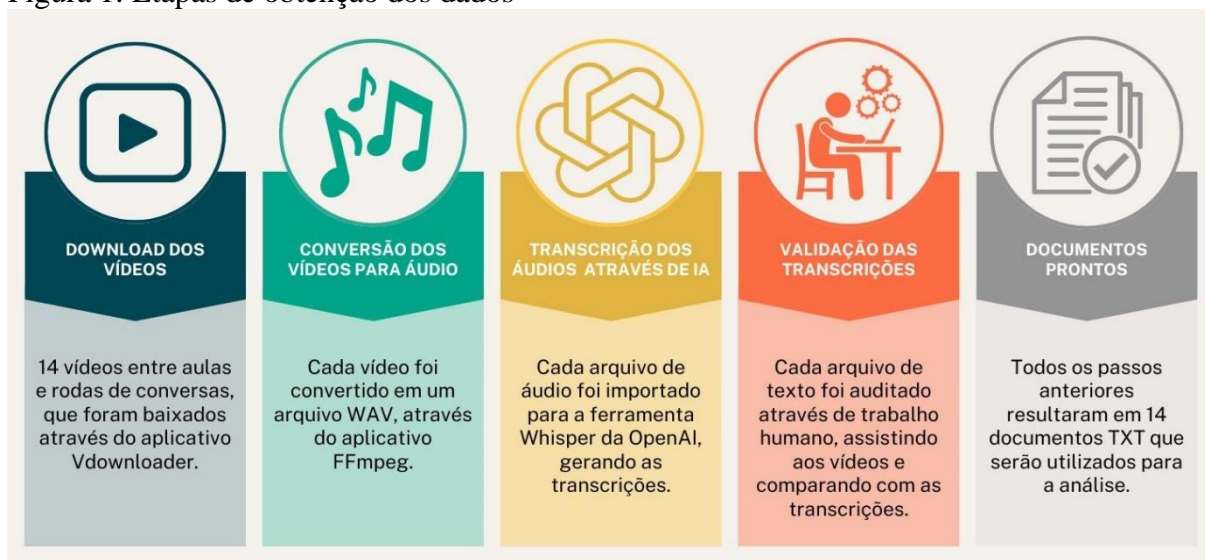 Figura 1: Etapas de obtenção dos dados
DOWNLOAD DOS
VÍDEOS
14 vídeos entre aulas
e rodas de conversas,
que foram baixados
através do aplicativo
Vdownloader.
CONVERSÃO DOS
VÍDEOS PARA ÁUDIO
Cada vídeo foi
convertido em um
arquivo WAV, através
do aplicativo
FFmpeg.
TRANSCRIÇÃO DOS
ÁUDIOS ATRAVÉS DE IA
Cada arquivo de
áudio foi importado
para a ferramenta
Whisper da OpenAI,
gerando as
transcrições.
VALIDAÇÃO DAS
TRANSCRIÇÕES
Cada arquivo de
texto foi auditado
através de trabalho
humano, assistindo
aos vídeos e
comparando com as
transcrições.
DOCUMENTOS
PRONTOS
Todos os passos
anteriores
resultaram em 14
documentos TXT que
serão utilizados para
a análise.